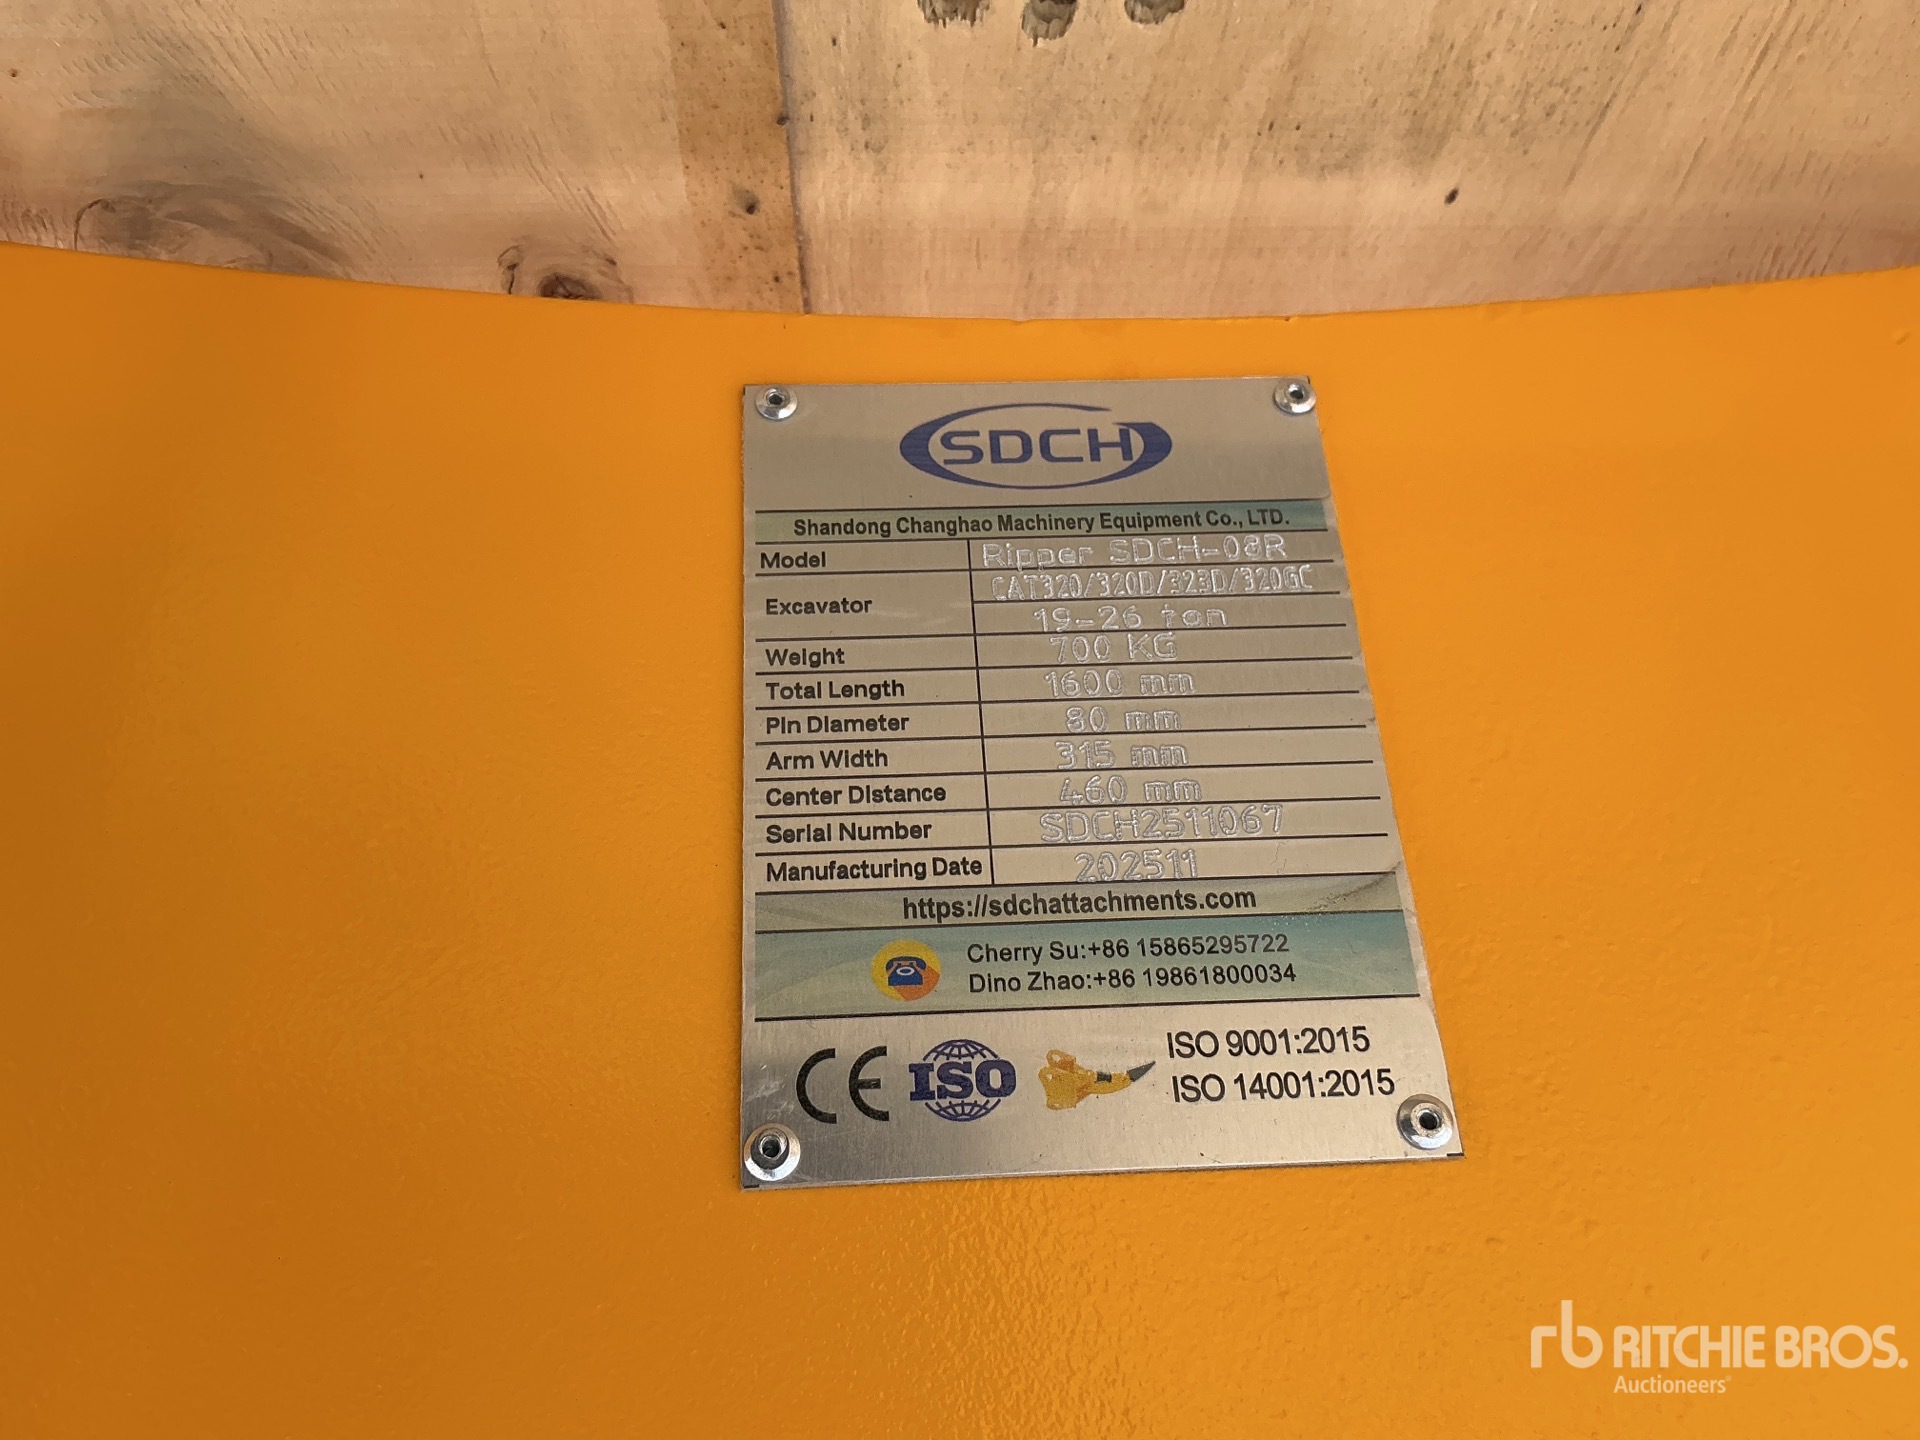 SDCH
Shandong Changhao Machinery Equipment Co., LTD.
Model Ripper SDCH-08R
Excavator CAT320/320D/323D/320GC
19-26 ton
Weight 700 KG
Total Length 1600 mm
Pin Diameter 80 mm
Arm Width 315 mm
Center Distance 460 mm
Serial Number SDCH2511067
Manufacturing Date 202511
https://sdchattachments.com
Cherry Su:+86 15865295722
Dino Zhao:+86 19861800034
CE ISO ISO 9001:2015
ISO 14001:2015
rb RITCHIE BROS.
Auctioneers